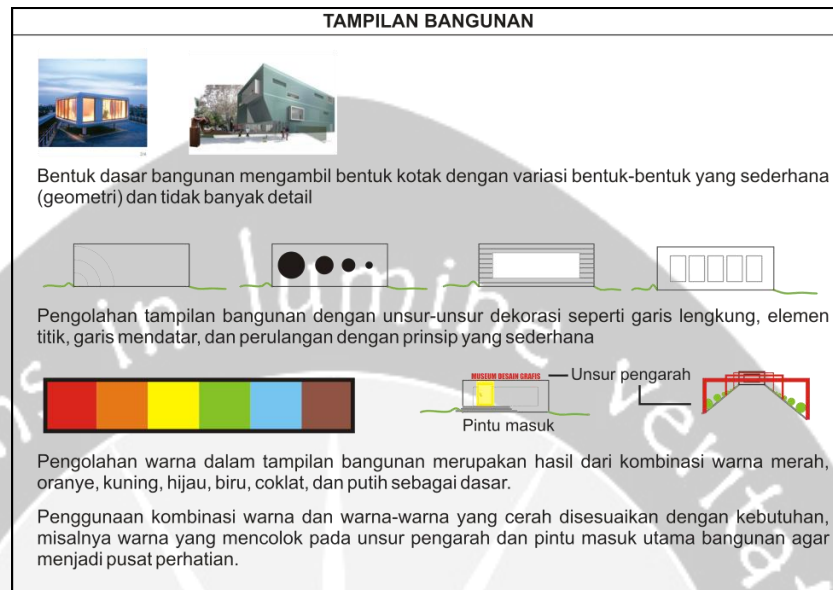 TAMPILAN BANGUNAN
Bentuk dasar bangunan mengambil bentuk kotak dengan variasi bentuk-bentuk yang sederhana
(geometri) dan tidak banyak detail
Pengolahan tampilan bangunan dengan unsur-unsur dekorasi seperti garis lengkung, elemen
titik, garis mendatar, dan perulangan dengan prinsip yang sederhana
MUSEUM DESAIN GRAFIS
Unsur pengarah
Pintu masuk
Pengolahan warna dalam tampilan bangunan merupakan hasil dari kombinasi warna merah,
oranye, kuning, hijau, biru, coklat, dan putih sebagai dasar.
Penggunaan kombinasi warna dan warna-warna yang cerah disesuaikan dengan kebutuhan,
misalnya warna yang mencolok pada unsur pengarah dan pintu masuk utama bangunan agar
menjadi pusat perhatian.
in lumine verita